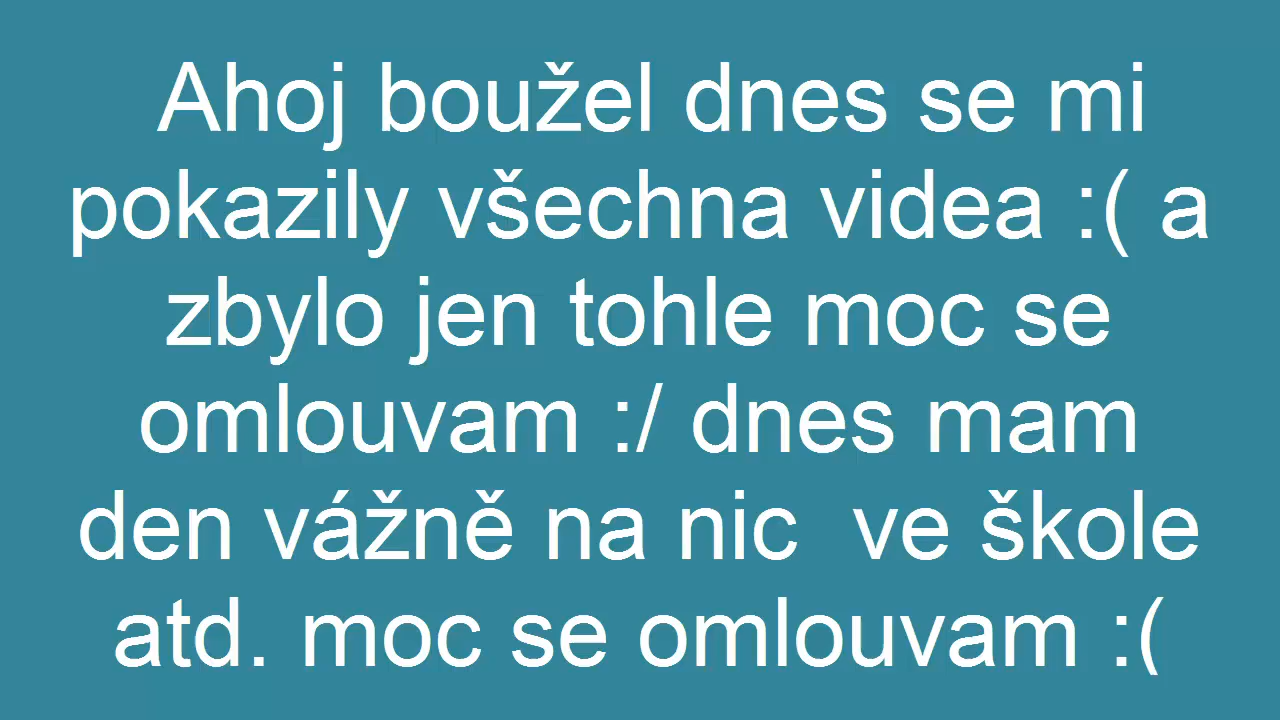 Ahoj boužel dnes se mi
pokazily všechna videa :( a
zbylo jen tohle moc se
omlouvam :/ dnes mam
den vážně na nic  ve škole
atd. moc se omlouvam :(